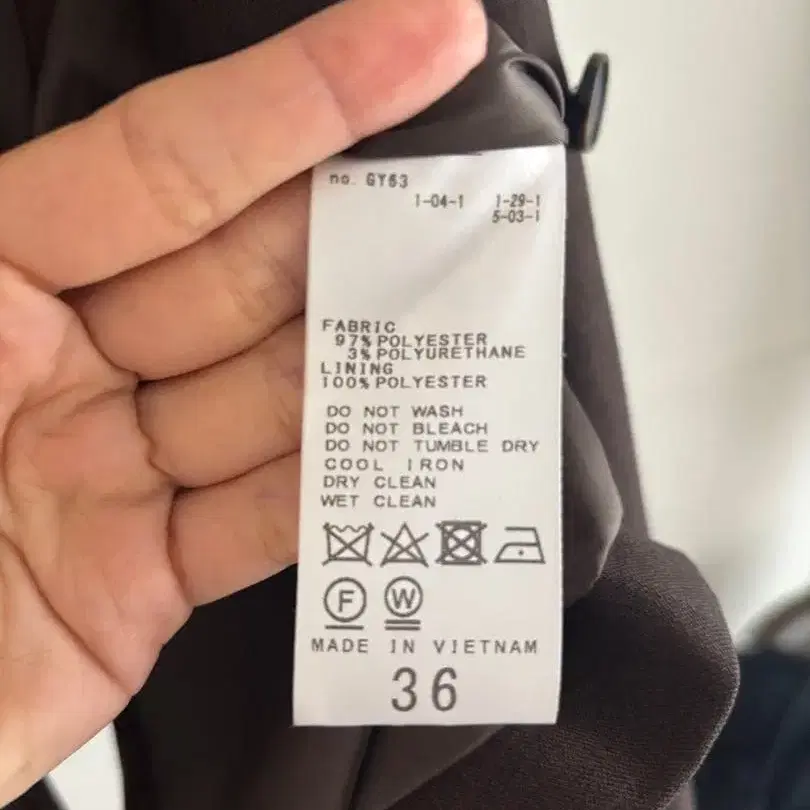 no. GY63
1-04-1 1-29-1
5-03-1
FABRIC
97% POLYESTER
3% POLYURETHANE
LINING
100% POLYESTER
DO NOT WASH
DO NOT BLEACH
DO NOT TUMBLE DRY
COOL IRON
DRY CLEAN
WET CLEAN
F W
MADE IN VIETNAM
36